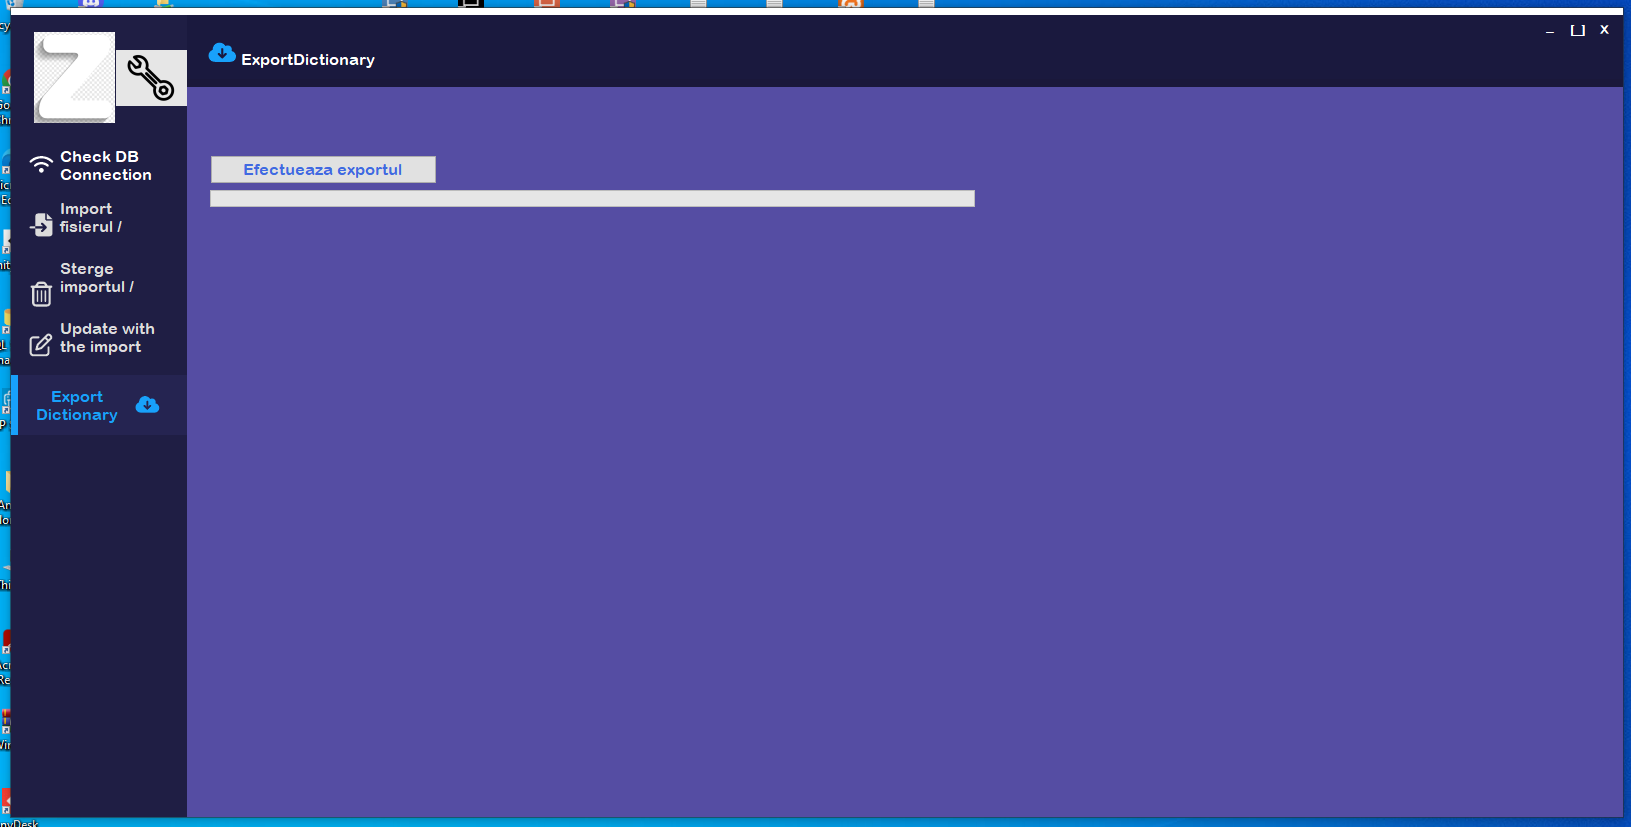 ExportDictionary
_ [ ] X
Check DB
Connection
Import
fisierul /
Sterge
importul /
Update with
the import
Export
Dictionary
Efectueaza exportul